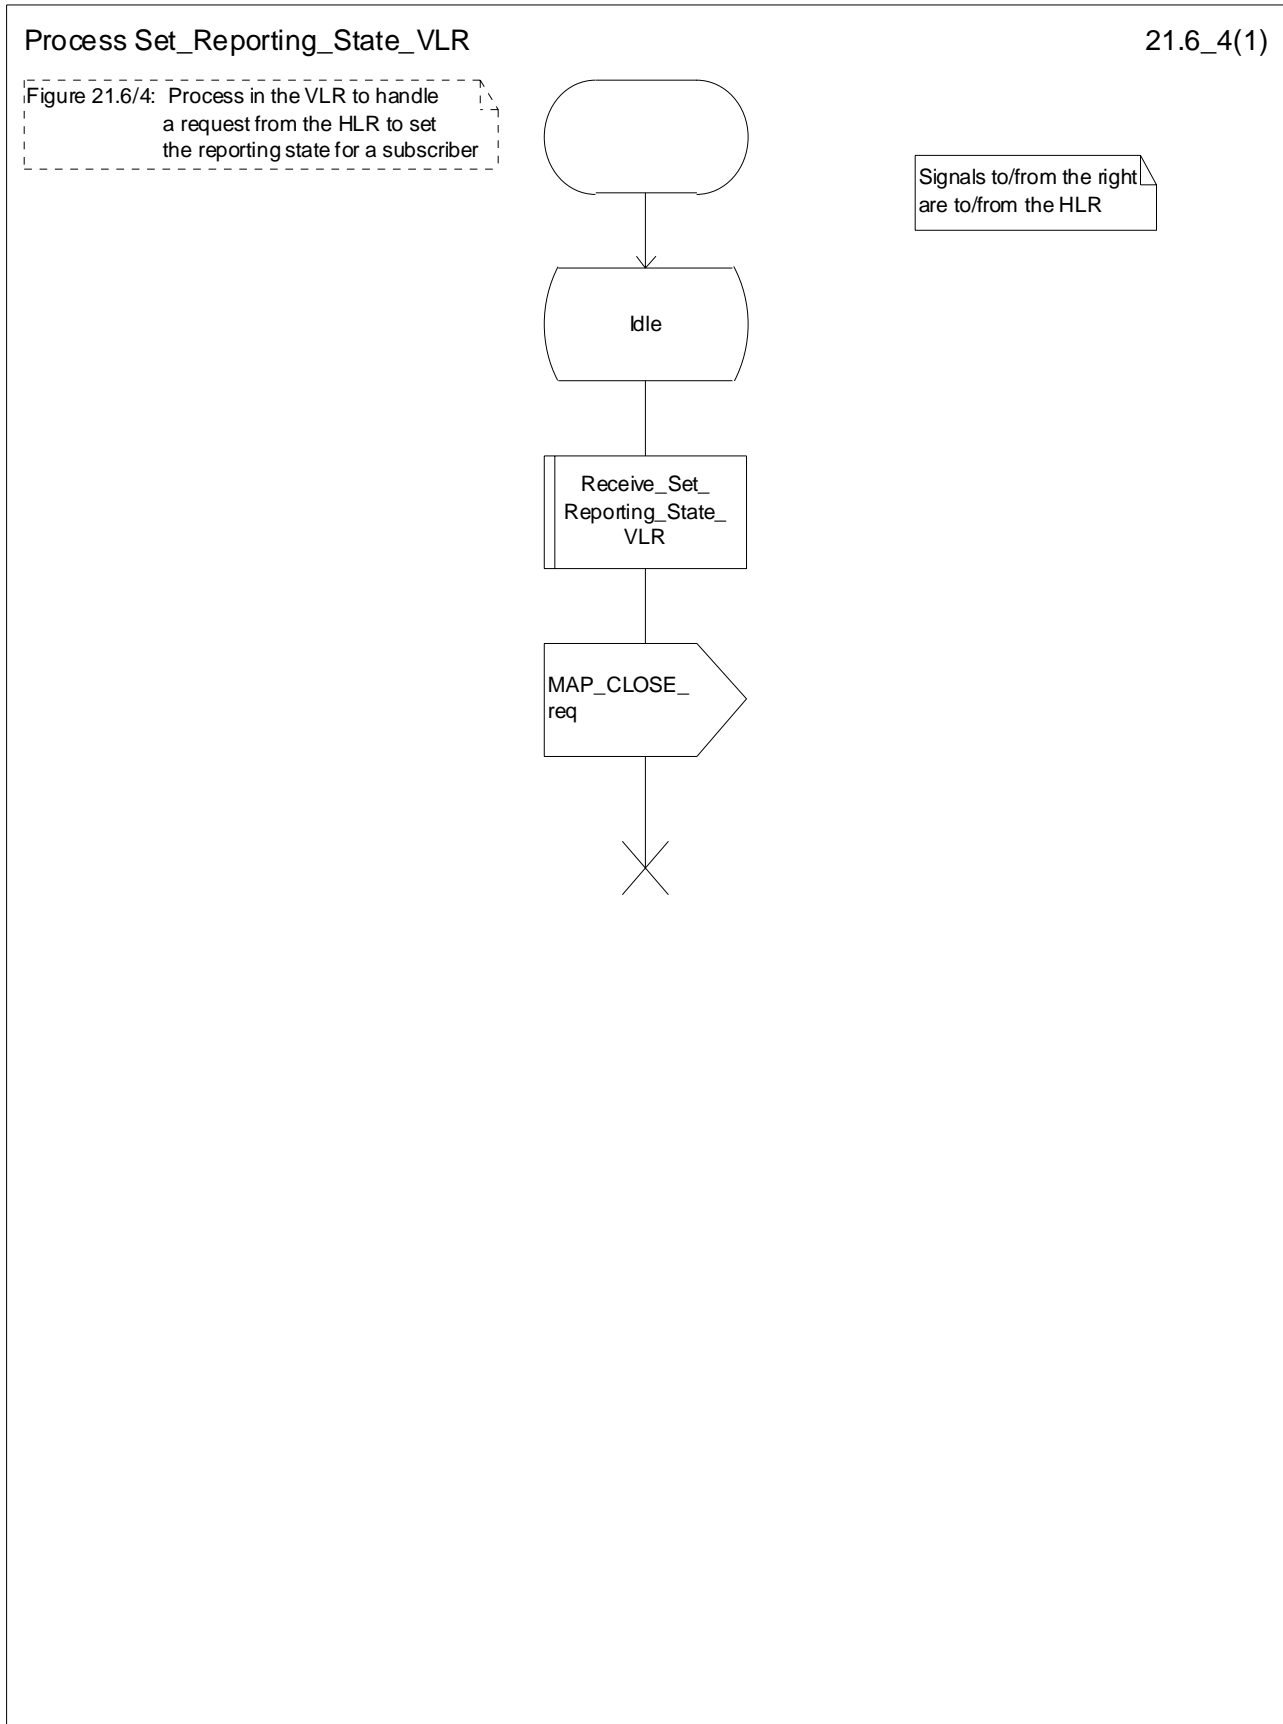 Process Set_Reporting_State_VLR
21.6_4(1)
Figure 21.6/4: Process in the VLR to handle
a request from the HLR to set
the reporting state for a subscriber
Signals to/from the right
are to/from the HLR
Idle
Receive_Set_
Reporting_State_
VLR
MAP_CLOSE_
req